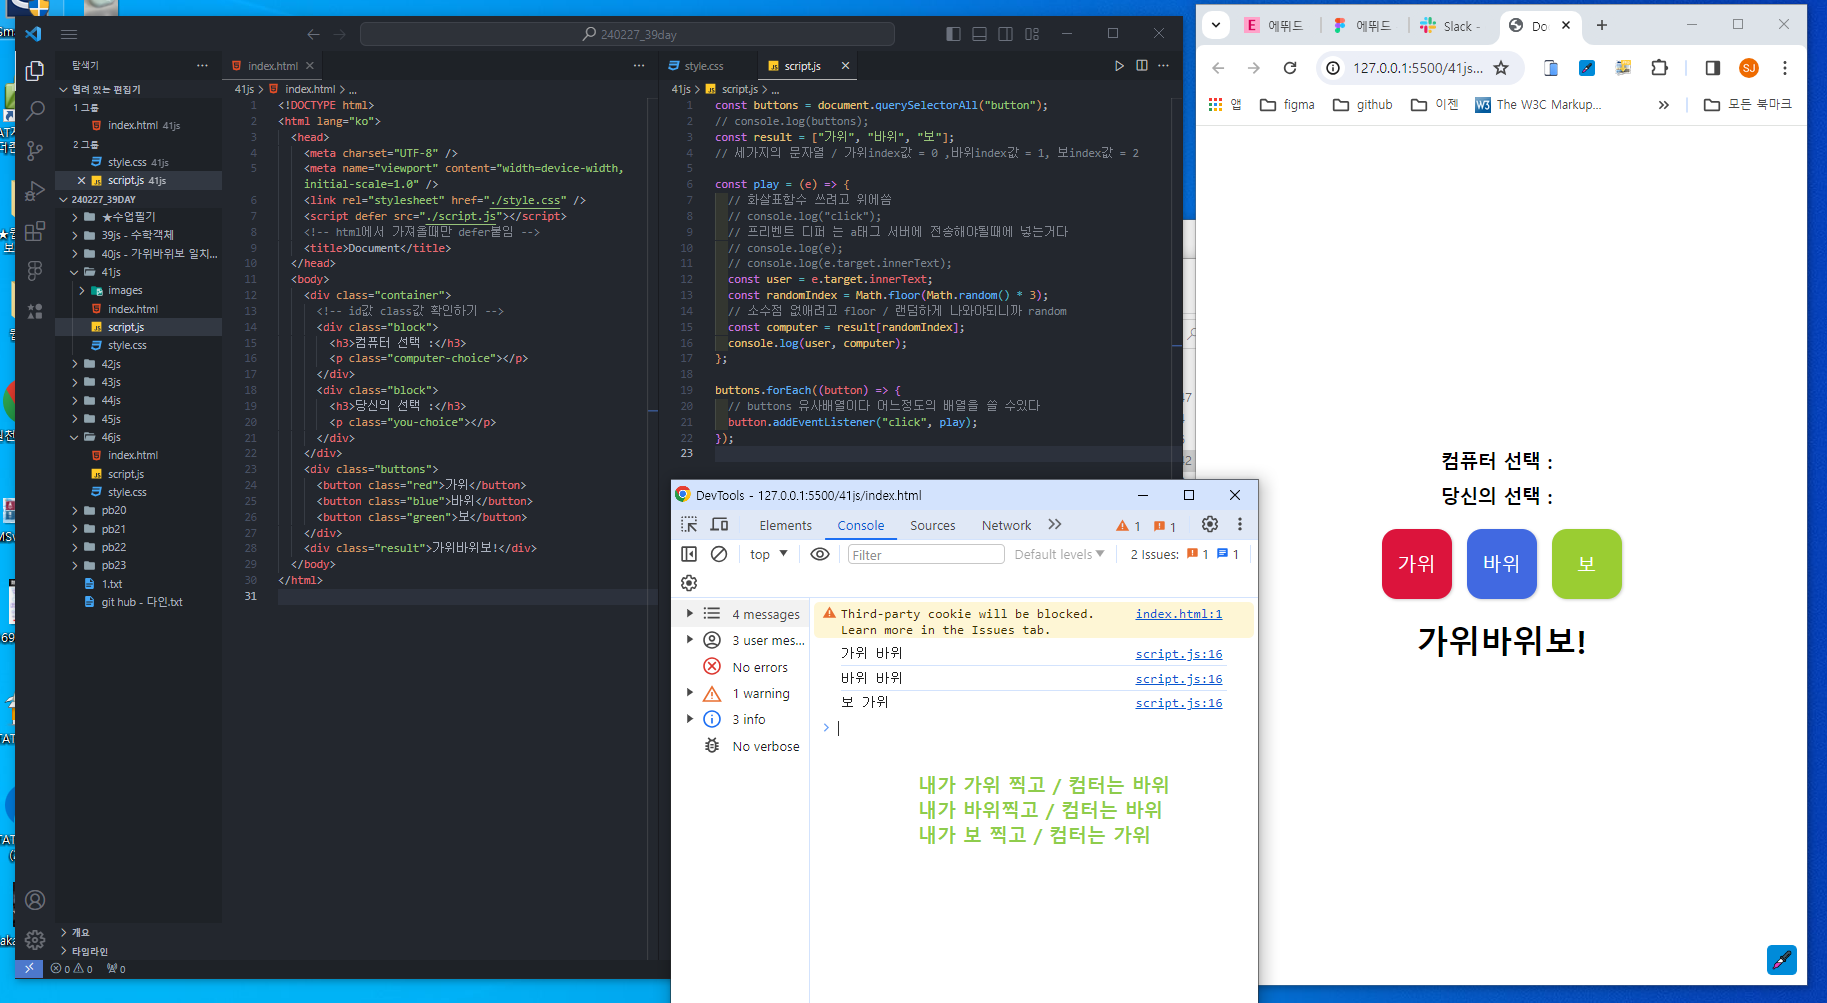 240227_39day
탐색기
열려 있는 편집기
1 그룹
index.html 41js
2 그룹
style.css 41js
script.js 41js
240227_39DAY
★수업필기
39js - 수학객체
40js - 가위바위보 일치...
41js
images
index.html
script.js
style.css
42js
43js
44js
45js
46js
index.html
script.js
style.css
pb20
pb21
pb22
pb23
1.txt
git hub - 다인.txt
개요
타임라인
0 0 0
index.html
41js > index.html > ...
1 <!DOCTYPE html>
2 <html lang="ko">
3 <head>
4 <meta charset="UTF-8" />
5 <meta name="viewport" content="width=device-width,
initial-scale=1.0" />
6 <link rel="stylesheet" href="./style.css" />
7 <script defer src="./script.js"></script>
8 <!-- html에서 가져올때만 defer붙임 -->
9 <title>Document</title>
10 </head>
11 <body>
12 <div class="container">
13 <!-- id값 class값 확인하기 -->
14 <div class="block">
15 <h3>컴퓨터 선택 :</h3>
16 <p class="computer-choice"></p>
17 </div>
18 <div class="block">
19 <h3>당신의 선택 :</h3>
20 <p class="you-choice"></p>
21 </div>
22 </div>
23 <div class="buttons">
24 <button class="red">가위</button>
25 <button class="blue">바위</button>
26 <button class="green">보</button>
27 </div>
28 <div class="result">가위바위보!</div>
29 </body>
30 </html>
31
style.css
script.js
41js > script.js > ...
1 const buttons = document.querySelectorAll("button");
2 // console.log(buttons);
3 const result = ["가위", "바위", "보"];
4 // 세가지의 문자열 / 가위index값 = 0 ,바위index값 = 1, 보index값 = 2
5
6 const play = (e) => {
7 // 화살표함수 쓰려고 위에씀
8 // console.log("click");
9 // 프리벤트 디퍼 는 a태그 서버에 전송해야될때에 넣는거다
10 // console.log(e);
11 // console.log(e.target.innerText);
12 const user = e.target.innerText;
13 const randomIndex = Math.floor(Math.random() * 3);
14 // 소수점 없애려고 floor / 랜덤하게 나와야되니까 random
15 const computer = result[randomIndex];
16 console.log(user, computer);
17 };
18
19 buttons.forEach((button) => {
20 // buttons 유사배열이다 어느정도의 배열을 쓸 수있다
21 button.addEventListener("click", play);
22 });
23
DevTools - 127.0.0.1:5500/41js/index.html
Elements Console Sources Network >> 1 1
top Filter Default levels 2 Issues: 1 1
4 messages
3 user mes...
No errors
1 warning
3 info
No verbose
Third-party cookie will be blocked. index.html:1
Learn more in the Issues tab.
가위 바위 script.js:16
바위 바위 script.js:16
보 가위 script.js:16
>
내가 가위 찍고 / 컴터는 바위
내가 바위찍고 / 컴터는 바위
내가 보 찍고 / 컴터는 가위
에뛰드
에뛰드
Slack -
Do
127.0.0.1:5500/41js...
SJ
앱 figma github 이젠 W3 The W3C Markup... >> 모든 북마크
컴퓨터 선택 :
당신의 선택 :
가위 바위 보
가위바위보!